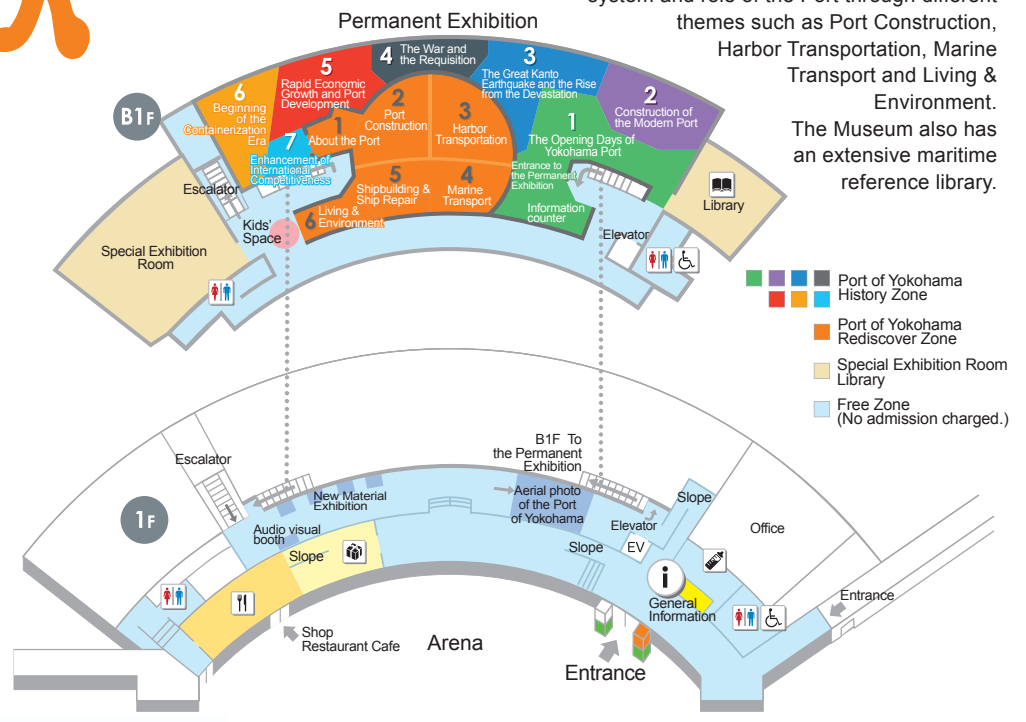 system and role of the Port through different
themes such as Port Construction,
Harbor Transportation, Marine
Transport and Living &
Environment.
The Museum also has
an extensive maritime
reference library.
Permanent Exhibition
B1F
6
Beginning
of the
Containerization
Era
5
Rapid Economic
Growth and Port
Development
4 The War and
the Requisition
3
The Great Kanto
Earthquake and the Rise
from the Devastation
2
Construction of
the Modern Port
1
The Opening Days of
Yokohama Port
7
Enhancement of
International
Competitiveness
1
About the Port
2
Port
Construction
3
Harbor
Transportation
5
Shipbuilding &
Ship Repair
4
Marine
Transport
6 Living &
Environment
Entrance to
the Permanent
Exhibition
Information
counter
Escalator
Kids'
Space
Special Exhibition
Room
Elevator
Library
Port of Yokohama
History Zone
Port of Yokohama
Rediscover Zone
Special Exhibition Room
Library
Free Zone
(No admission charged.)
1F
Escalator
B1F To
the Permanent
Exhibition
New Material
Exhibition
Audio visual
booth
Slope
Aerial photo
of the Port
of Yokohama
Slope
Elevator
EV
Slope
Office
i
General
Information
Entrance
Shop
Restaurant Cafe
Arena
Entrance